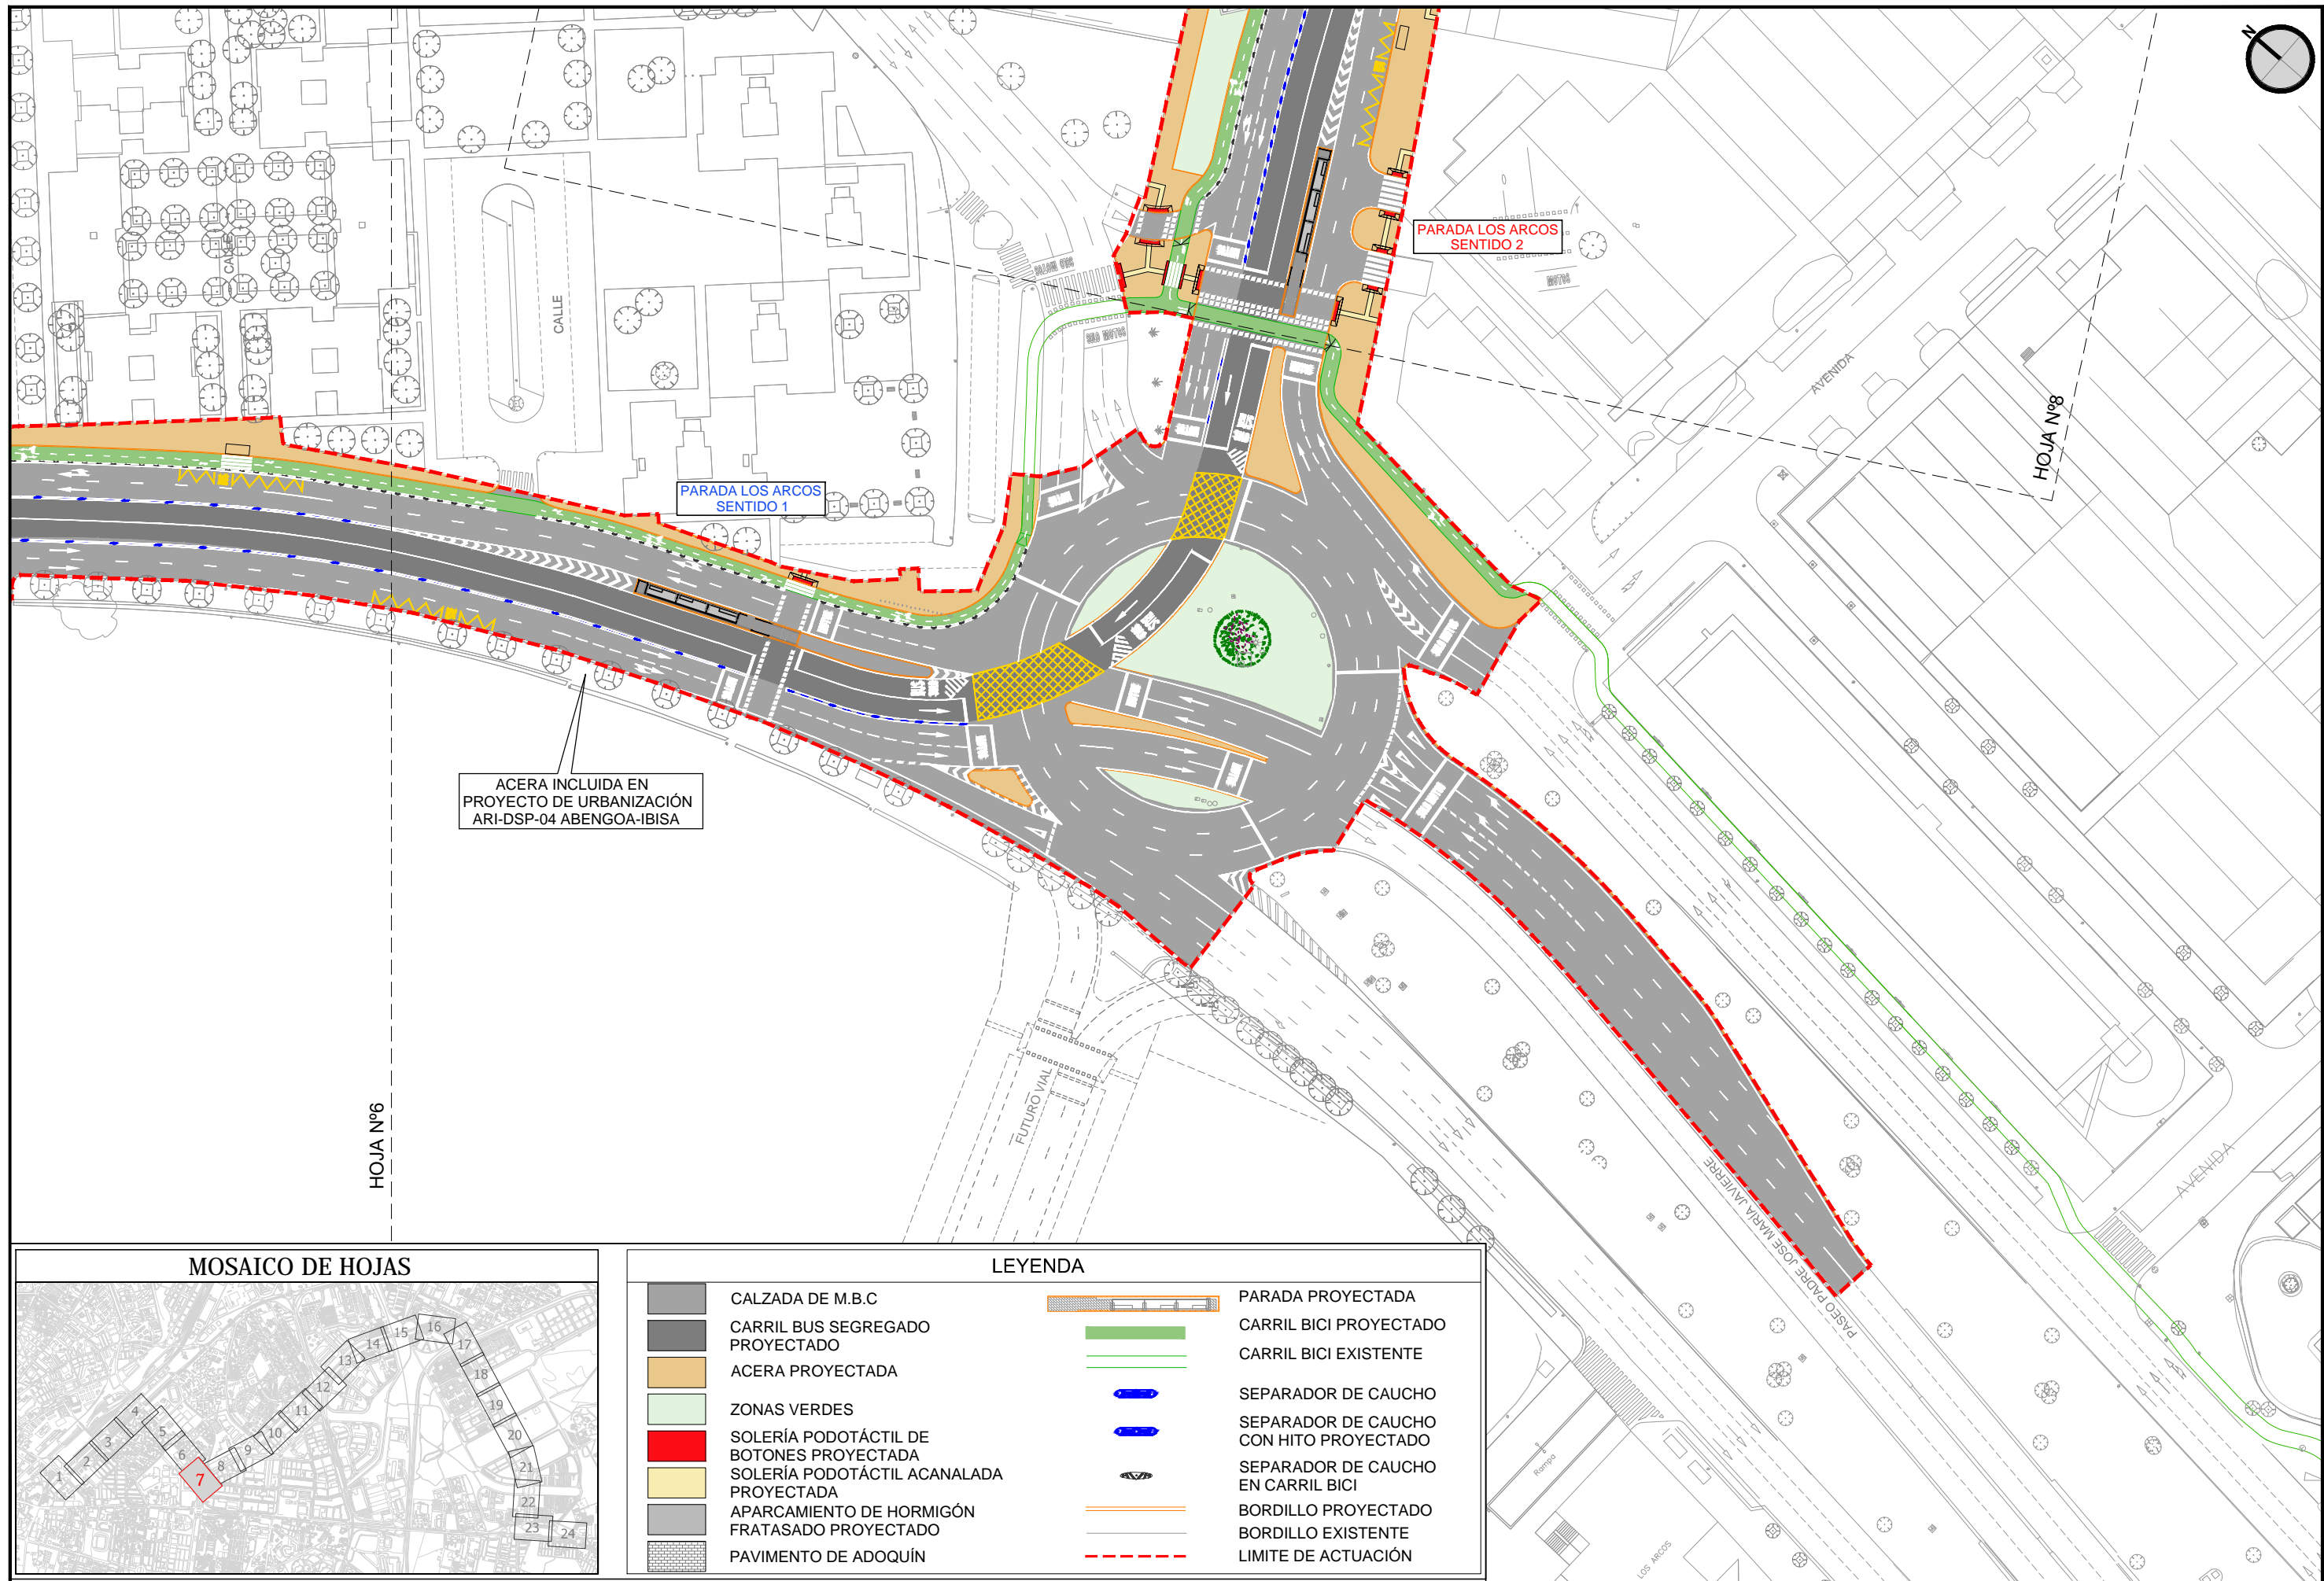 N
PARADA LOS ARCOS
SENTIDO 2
CALLE
CALLE
AVENIDA
HOJA Nº8
PARADA LOS ARCOS
SENTIDO 1
ACERA INCLUIDA EN
PROYECTO DE URBANIZACIÓN
ARI-DSP-04 ABENGOA-IBISA
HOJA Nº6
FUTURO VIAL
PASEO PADRE JOSE MARÍA JAVIERRE
AVENIDA
Rampa
LOS ARCOS
MOSAICO DE HOJAS
1
2
3
4
5
6
7
8
9
10
11
12
13
14
15
16
17
18
19
20
21
22
23
24
LEYENDA
CALZADA DE M.B.C
CARRIL BUS SEGREGADO
PROYECTADO
ACERA PROYECTADA
ZONAS VERDES
SOLERÍA PODOTÁCTIL DE
BOTONES PROYECTADA
SOLERÍA PODOTÁCTIL ACANALADA
PROYECTADA
APARCAMIENTO DE HORMIGÓN
FRATASADO PROYECTADO
PAVIMENTO DE ADOQUÍN
PARADA PROYECTADA
CARRIL BICI PROYECTADO
CARRIL BICI EXISTENTE
SEPARADOR DE CAUCHO
SEPARADOR DE CAUCHO
CON HITO PROYECTADO
SEPARADOR DE CAUCHO
EN CARRIL BICI
BORDILLO PROYECTADO
BORDILLO EXISTENTE
LIMITE DE ACTUACIÓN